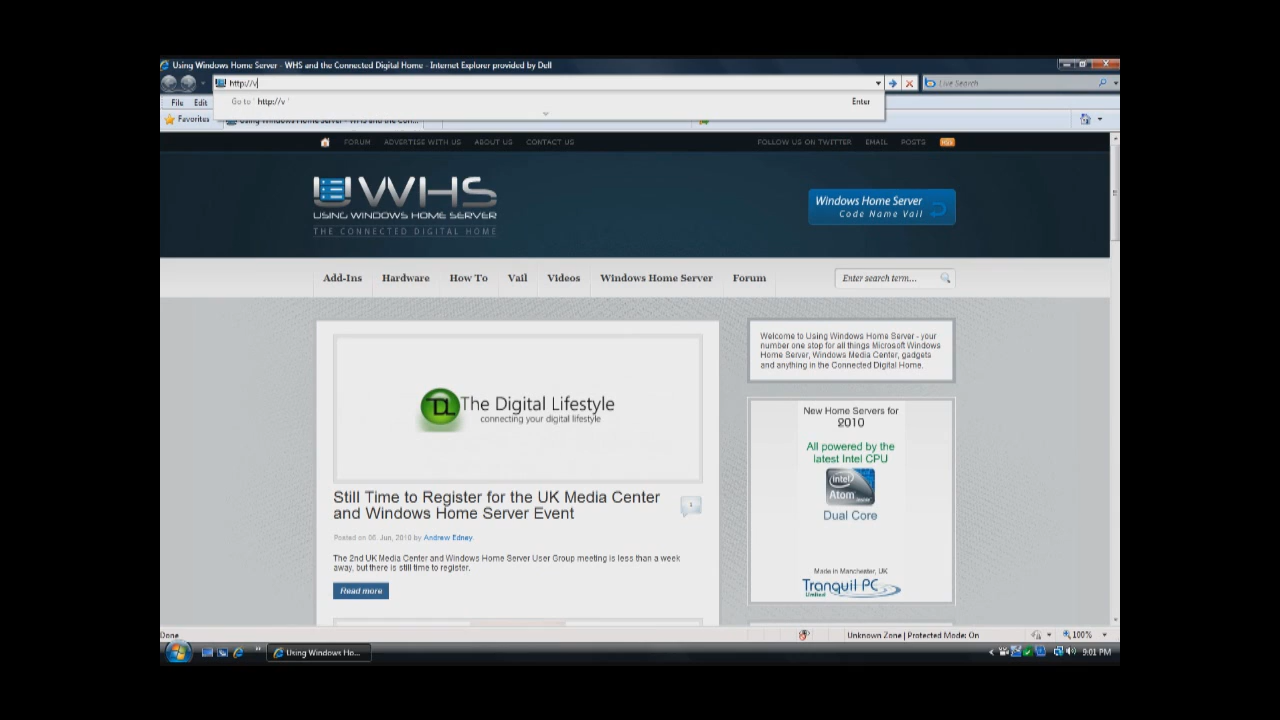 Using Windows Home Server - WHS and the Connected Digital Home - Internet Explorer provided by Dell
http://v
Live Search
Go to ' http://v '
Enter
File Edit
Favorites
FORUM ADVERTISE WITH US ABOUT US CONTACT US
FOLLOW US ON TWITTER EMAIL POSTS RSS
WHS
USING WINDOWS HOME SERVER
THE CONNECTED DIGITAL HOME
Windows Home Server
Code Name Vail
Add-Ins Hardware How To Vail Videos Windows Home Server Forum
Enter search term...
The Digital Lifestyle
connecting your digital lifestyle
Still Time to Register for the UK Media Center
and Windows Home Server Event
1
Posted on 06. Jun, 2010 by Andrew Edney.
The 2nd UK Media Center and Windows Home Server User Group meeting is less than a week
away, but there is still time to register.
Read more
Welcome to Using Windows Home Server - your
number one stop for all things Microsoft Windows
Home Server, Windows Media Center, gadgets
and anything in the Connected Digital Home.
New Home Servers for
2010
All powered by the
latest Intel CPU
intel
Atom
Dual Core
Made in Manchester, UK
Tranquil PC
Limited
Done
Unknown Zone | Protected Mode: On
100%
Using Windows Ho...
9:01 PM